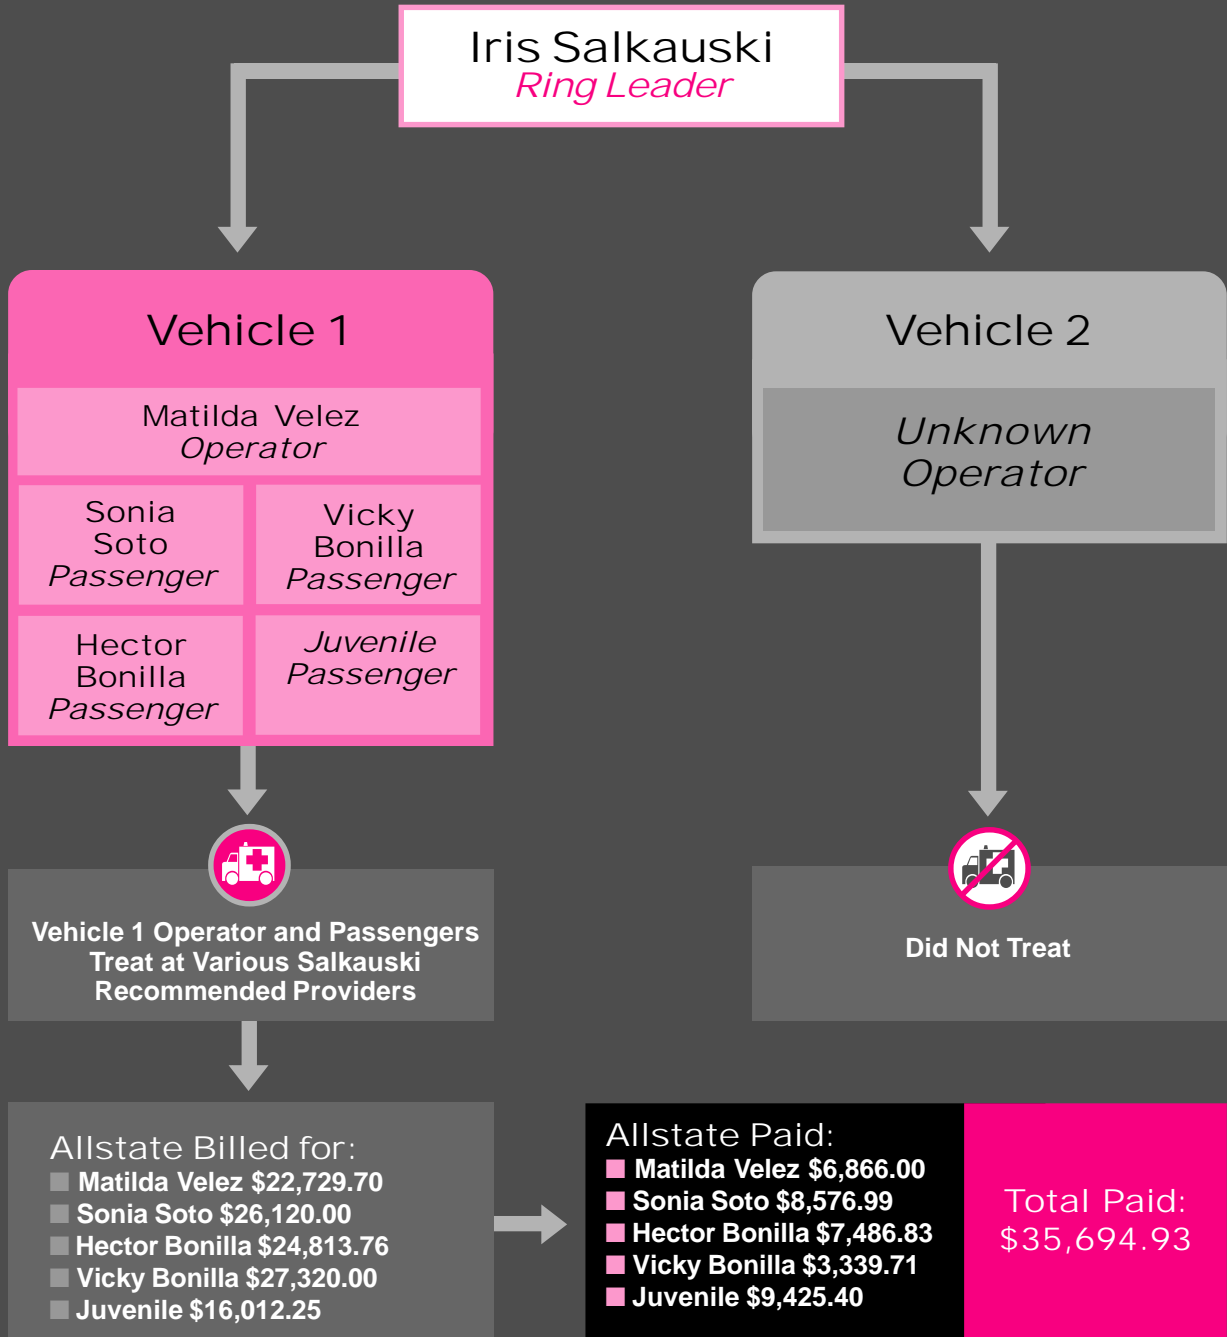 Iris Salkauski
Ring Leader
Vehicle 1
Matilda Velez
Operator
Sonia
Soto
Passenger
Vicky
Bonilla
Passenger
Hector
Bonilla
Passenger
Juvenile
Passenger
Vehicle 2
Unknown
Operator
Vehicle 1 Operator and Passengers
Treat at Various Salkauski
Recommended Providers
Did Not Treat
Allstate Billed for:
Matilda Velez $22,729.70
Sonia Soto $26,120.00
Hector Bonilla $24,813.76
Vicky Bonilla $27,320.00
Juvenile $16,012.25
Allstate Paid:
Matilda Velez $6,866.00
Sonia Soto $8,576.99
Hector Bonilla $7,486.83
Vicky Bonilla $3,339.71
Juvenile $9,425.40
Total Paid:
$35,694.93